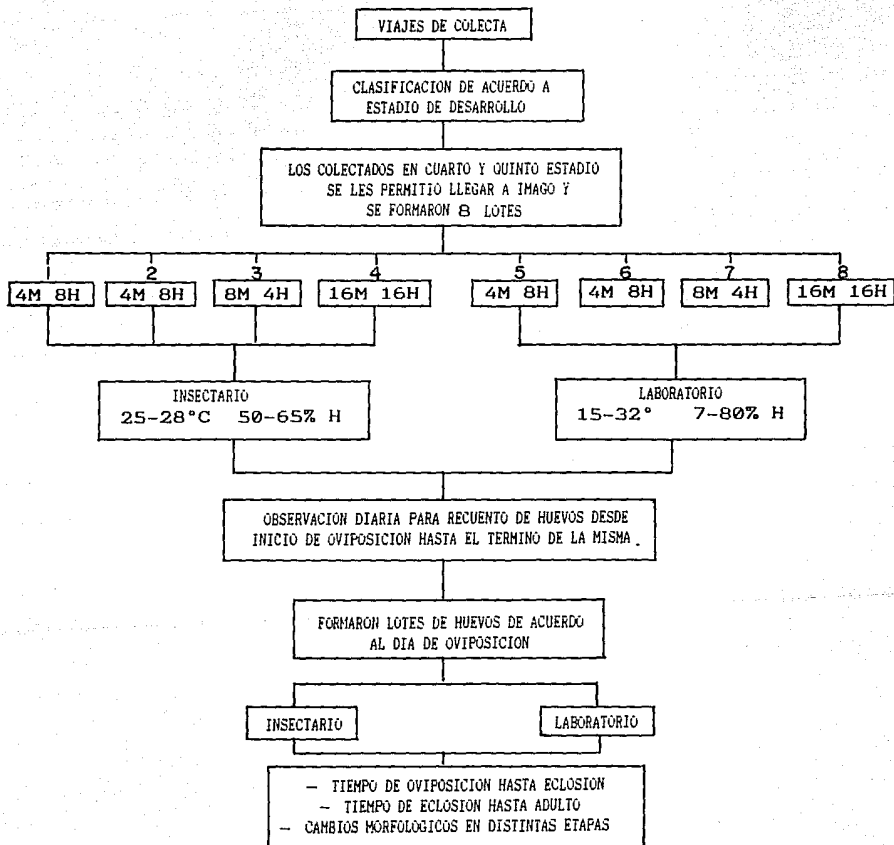 VIAJES DE COLECTA
CLASIFICACION DE ACUERDO A
ESTADIO DE DESARROLLO
LOS COLECTADOS EN CUARTO Y QUINTO ESTADIO
SE LES PERMITIO LLEGAR A IMAGO Y
SE FORMARON 8 LOTES
2 3 4 5 6 7 8
4M 8H 4M 8H 8M 4H 16M 16H 4M 8H 4M 8H 8M 4H 16M 16H
INSECTARIO
25-28°C 50-65% H
LABORATORIO
15-32° 7-80% H
OBSERVACION DIARIA PARA RECUENTO DE HUEVOS DESDE
INICIO DE OVIPOSICION HASTA EL TERMINO DE LA MISMA.
FORMARON LOTES DE HUEVOS DE ACUERDO
AL DIA DE OVIPOSICION
INSECTARIO LABORATORIO
- TIEMPO DE OVIPOSICION HASTA ECLOSION
- TIEMPO DE ECLOSION HASTA ADULTO
- CAMBIOS MORFOLOGICOS EN DISTINTAS ETAPAS